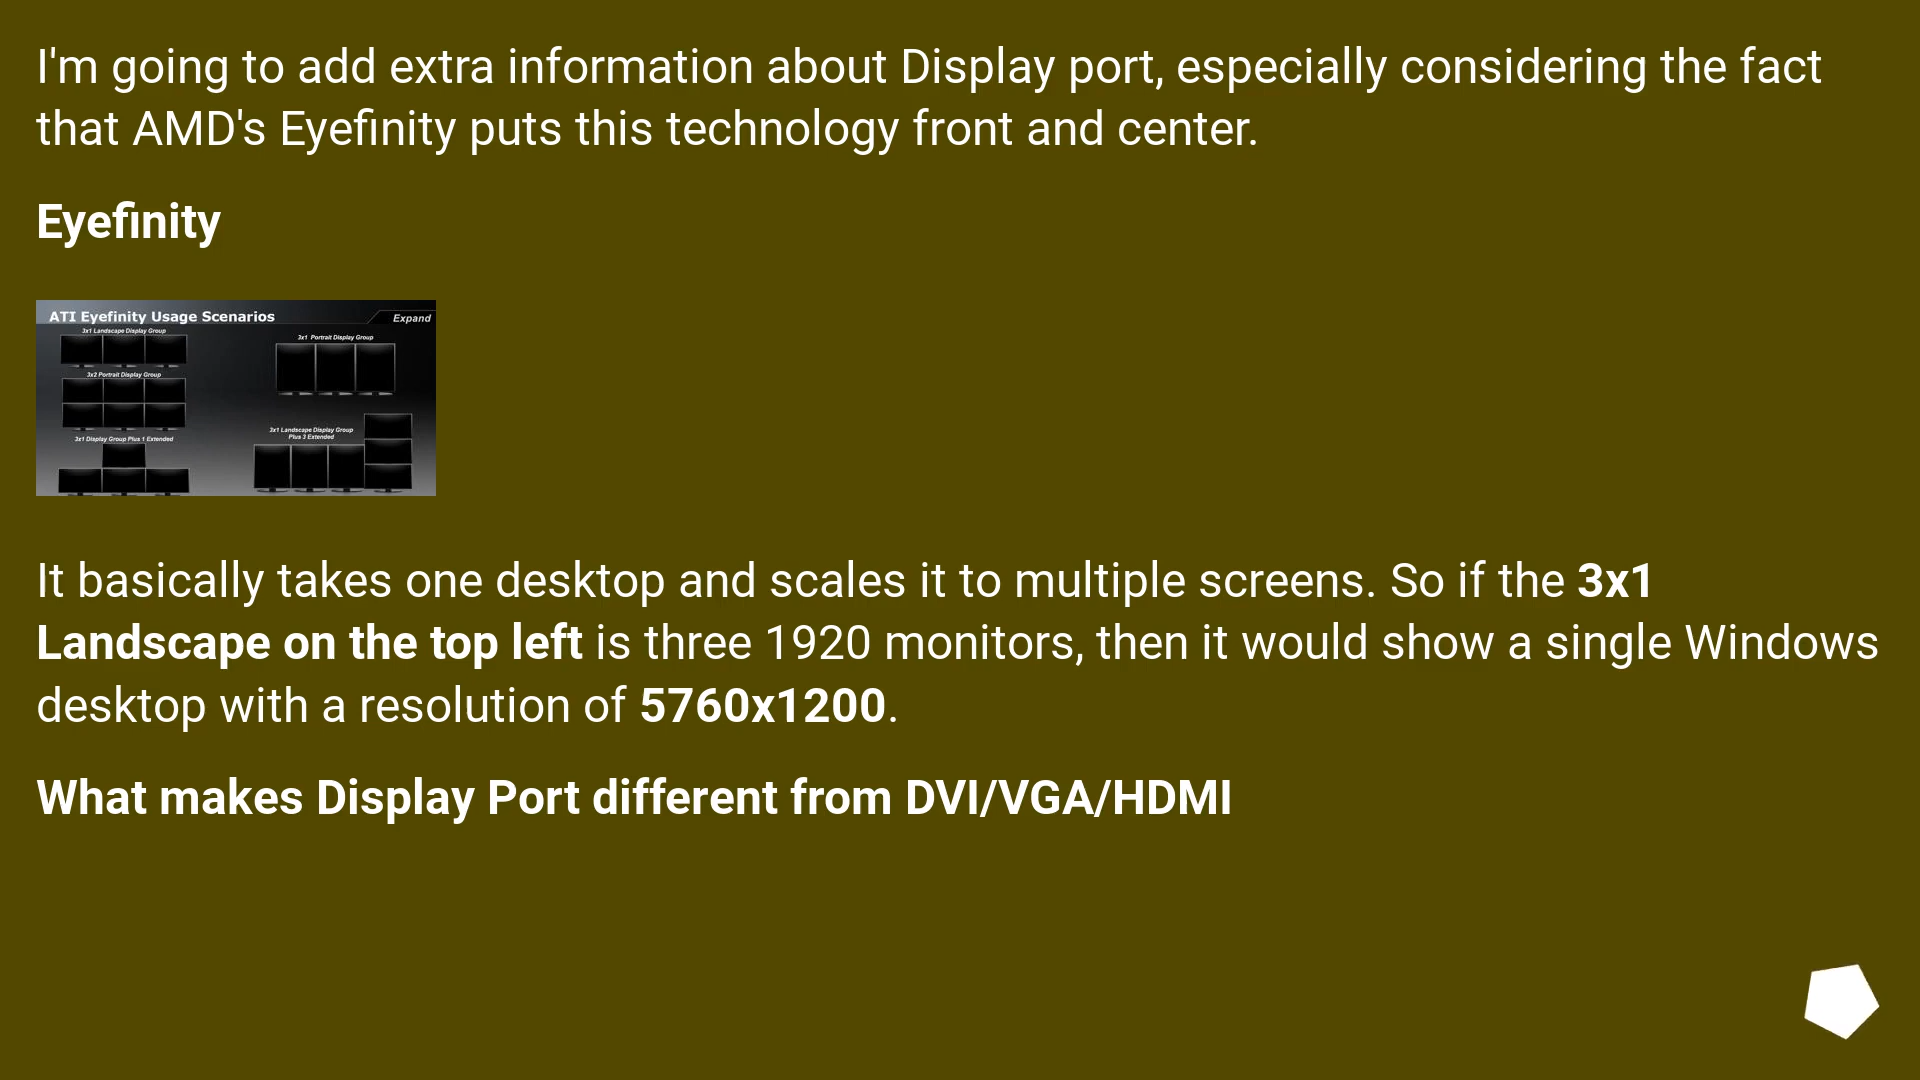 I'm going to add extra information about Display port, especially considering the fact
that AMD's Eyefinity puts this technology front and center.
Eyefinity
ATI Eyefinity Usage Scenarios
Expand
3x1 Landscape Display Group
3x1 Portrait Display Group
3x2 Portrait Display Group
3x1 Landscape Display Group
Plus 3 Extended
3x1 Display Group Plus 1 Extended
It basically takes one desktop and scales it to multiple screens. So if the 3x1
Landscape on the top left is three 1920 monitors, then it would show a single Windows
desktop with a resolution of 5760x1200.
What makes Display Port different from DVI/VGA/HDMI